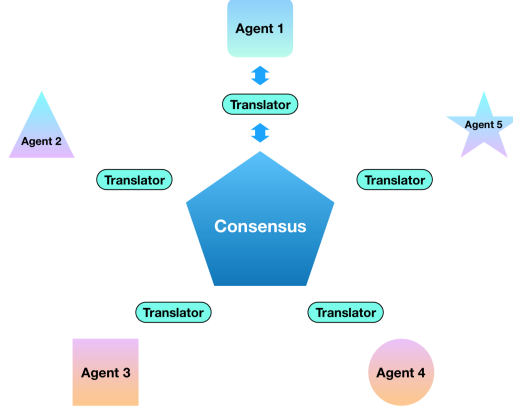 Agent 1
Translator
Agent 2
Agent 5
Translator
Translator
Consensus
Translator
Translator
Agent 3
Agent 4